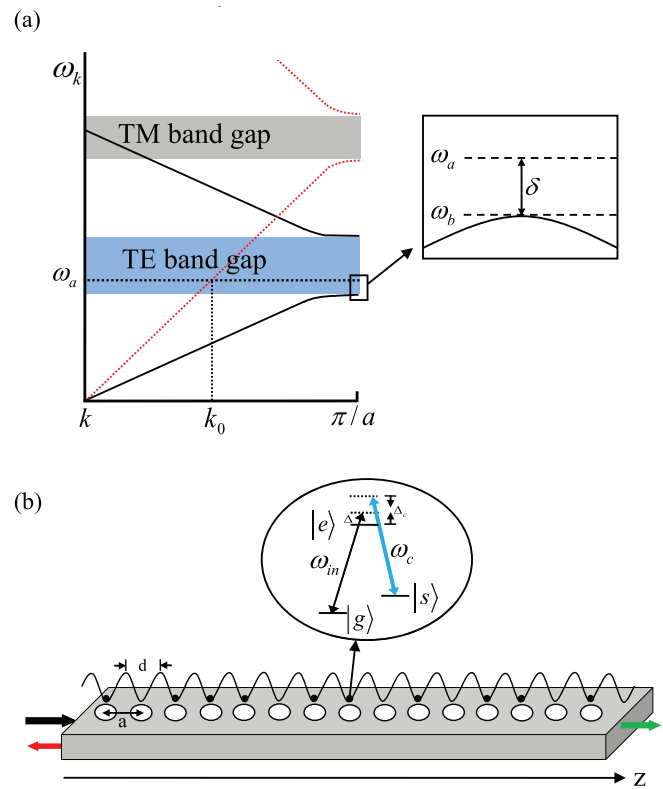 (a)
ω_k
TM band gap
TE band gap
ω_a
k
k_0
π/a
ω_a
δ
ω_b
(b)
|e⟩
Δ
Δ_c
ω_in
ω_c
|s⟩
|g⟩
d
a
z